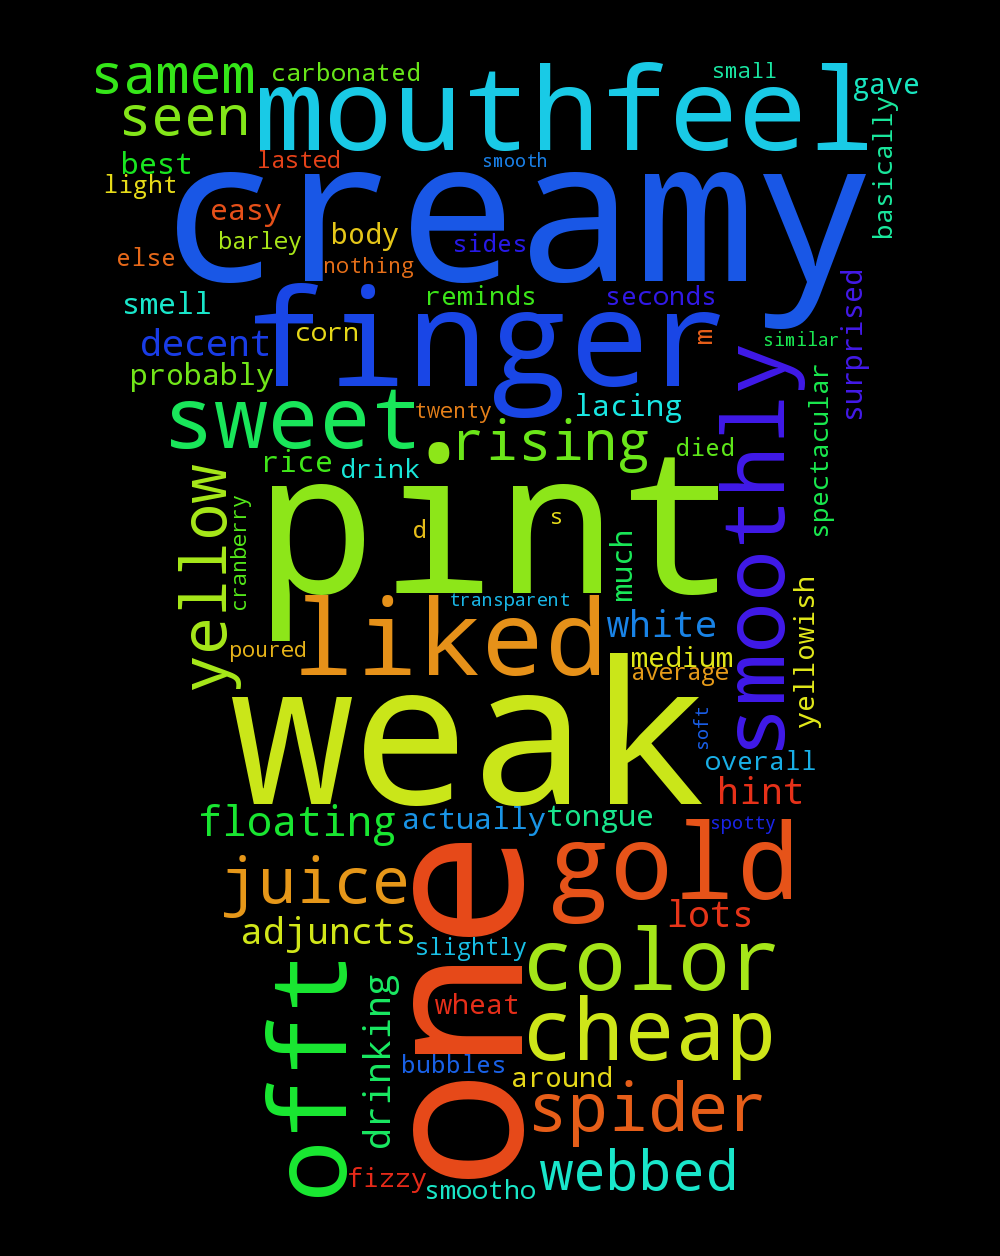 samem
carbonated
mouthfeel
small
gave
seen
basically
best
lasted
smooth
light
creamy
easy
barley
body
sides
else
nothing
smell
finger
reminds
seconds
surprised
decent
corn
m
similar
probably
sweet
twenty
lacing
smoothly
spectacular
rising
died
rice
drink
yellow
cranberry
pint
d
s
much
transparent
liked
white
yellowish
poured
medium
average
weak
soft
overall
hint
floating
actually
tongue
spotty
juice
one
gold
lots
adjuncts
slightly
color
offt
drinking
wheat
cheap
bubbles
around
spider
fizzy
smootho
webbed